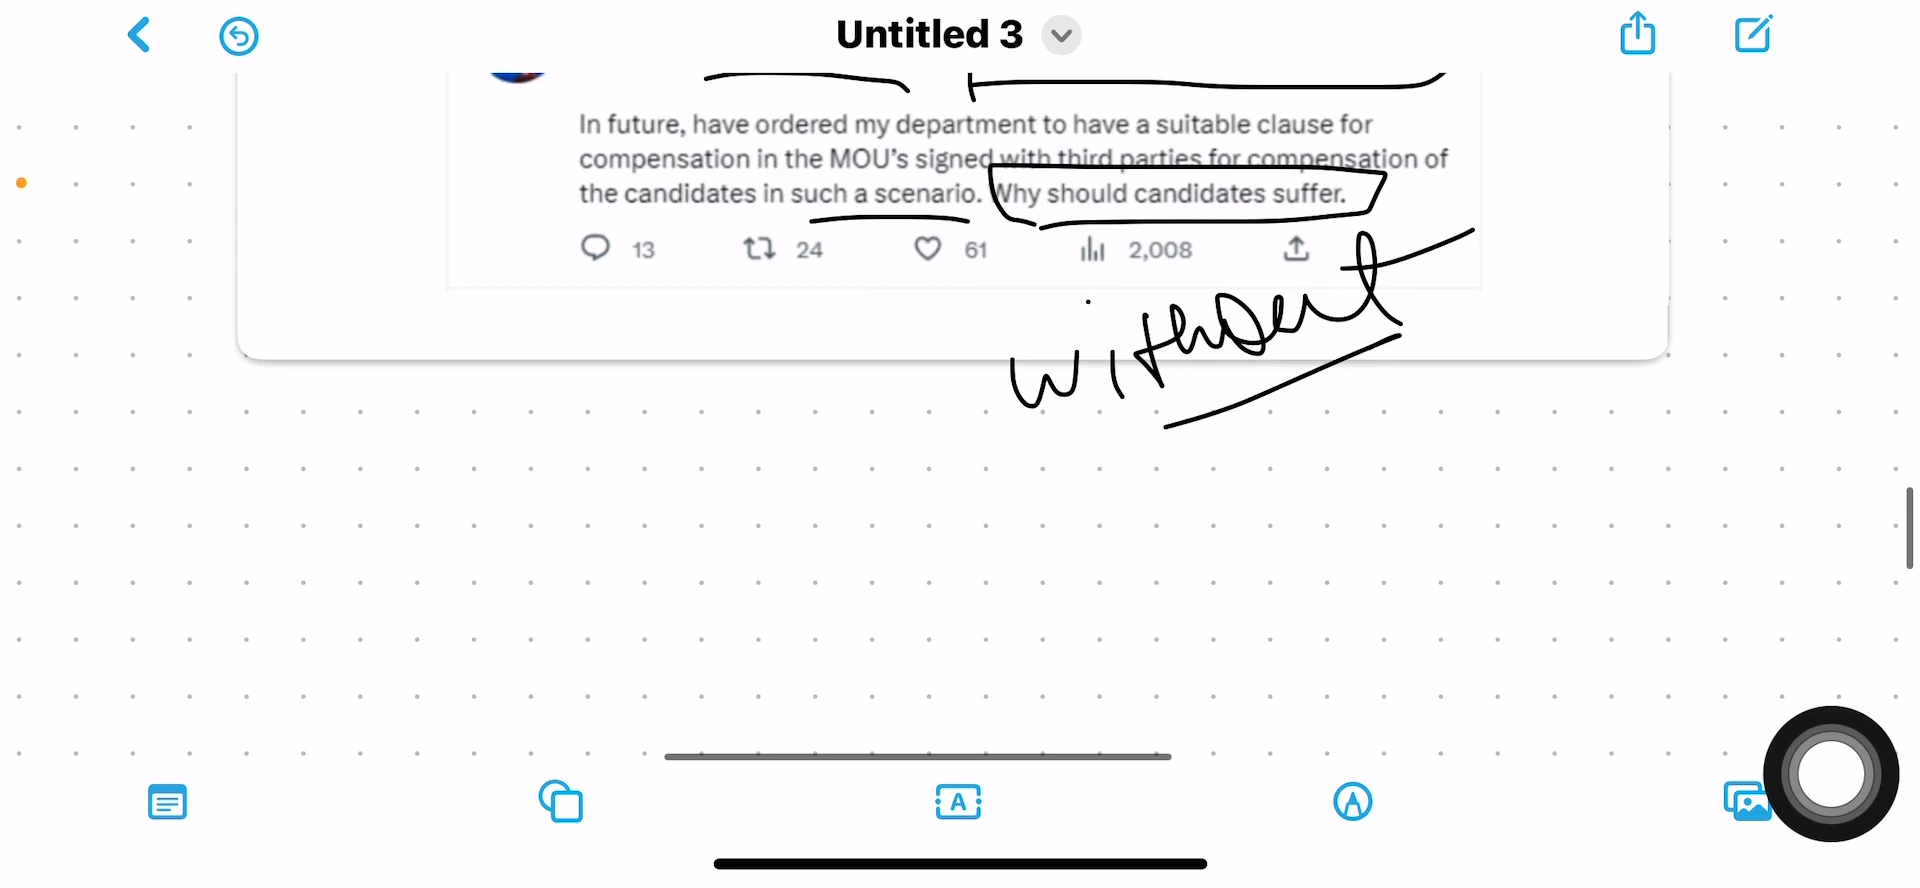 Untitled 3
In future, have ordered my department to have a suitable clause for
compensation in the MOU's signed with third parties for compensation of
the candidates in such a scenario. Why should candidates suffer.
13 24 61 2,008
without
A